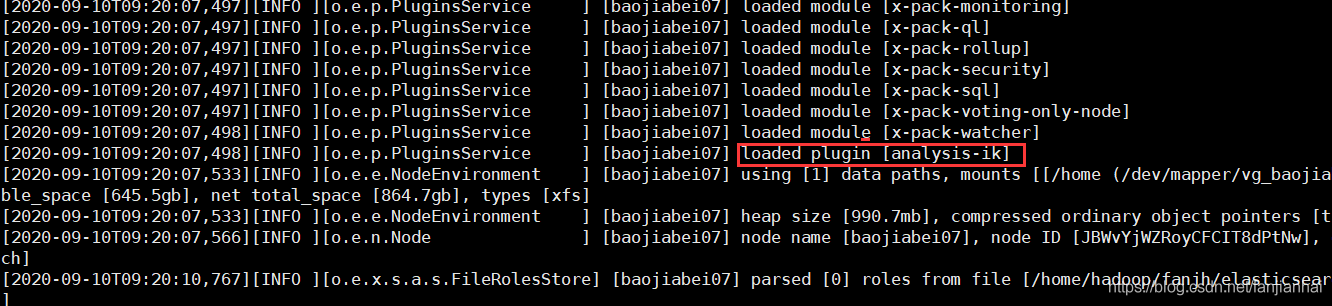 [2020-09-10T09:20:07,497][INFO ][o.e.p.PluginsService     ] [baojiabei07] loaded module [x-pack-monitoring]
[2020-09-10T09:20:07,497][INFO ][o.e.p.PluginsService     ] [baojiabei07] loaded module [x-pack-ql]
[2020-09-10T09:20:07,497][INFO ][o.e.p.PluginsService     ] [baojiabei07] loaded module [x-pack-rollup]
[2020-09-10T09:20:07,497][INFO ][o.e.p.PluginsService     ] [baojiabei07] loaded module [x-pack-security]
[2020-09-10T09:20:07,497][INFO ][o.e.p.PluginsService     ] [baojiabei07] loaded module [x-pack-sql]
[2020-09-10T09:20:07,497][INFO ][o.e.p.PluginsService     ] [baojiabei07] loaded module [x-pack-voting-only-node]
[2020-09-10T09:20:07,498][INFO ][o.e.p.PluginsService     ] [baojiabei07] loaded module [x-pack-watcher]
[2020-09-10T09:20:07,498][INFO ][o.e.p.PluginsService     ] [baojiabei07] loaded plugin [analysis-ik]
[2020-09-10T09:20:07,533][INFO ][o.e.e.NodeEnvironment    ] [baojiabei07] using [1] data paths, mounts [[/home (/dev/mapper/vg_baojia
ble_space [645.5gb], net total_space [864.7gb], types [xfs]
[2020-09-10T09:20:07,533][INFO ][o.e.e.NodeEnvironment    ] [baojiabei07] heap size [990.7mb], compressed ordinary object pointers [t
[2020-09-10T09:20:07,566][INFO ][o.e.n.Node               ] [baojiabei07] node name [baojiabei07], node ID [JBWvYjWZRoyCFCIT8dPtNw],
ch]
[2020-09-10T09:20:10,767][INFO ][o.e.x.s.a.s.FileRolesStore] [baojiabei07] parsed [0] roles from file [/home/hadoop/fanjh/elasticsear
]